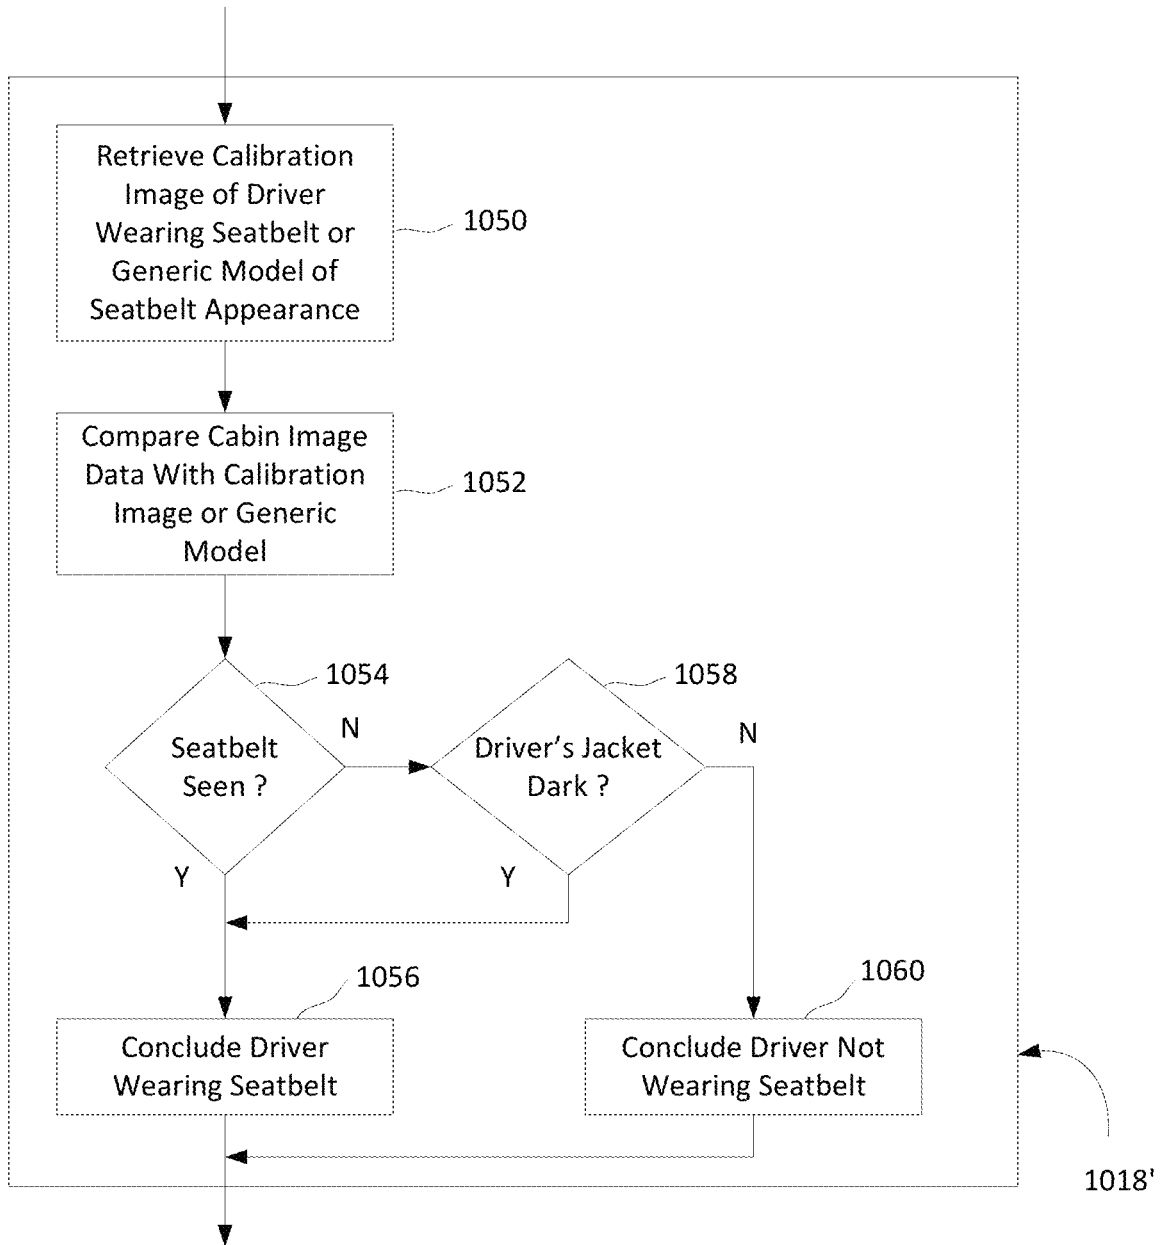 Retrieve Calibration
Image of Driver
Wearing Seatbelt or
Generic Model of
Seatbelt Appearance
1050
Compare Cabin Image
Data With Calibration
Image or Generic
Model
1052
1054
1058
N
N
Seatbelt
Seen ?
Driver's Jacket
Dark ?
Y
Y
1056
1060
Conclude Driver
Wearing Seatbelt
Conclude Driver Not
Wearing Seatbelt
1018'